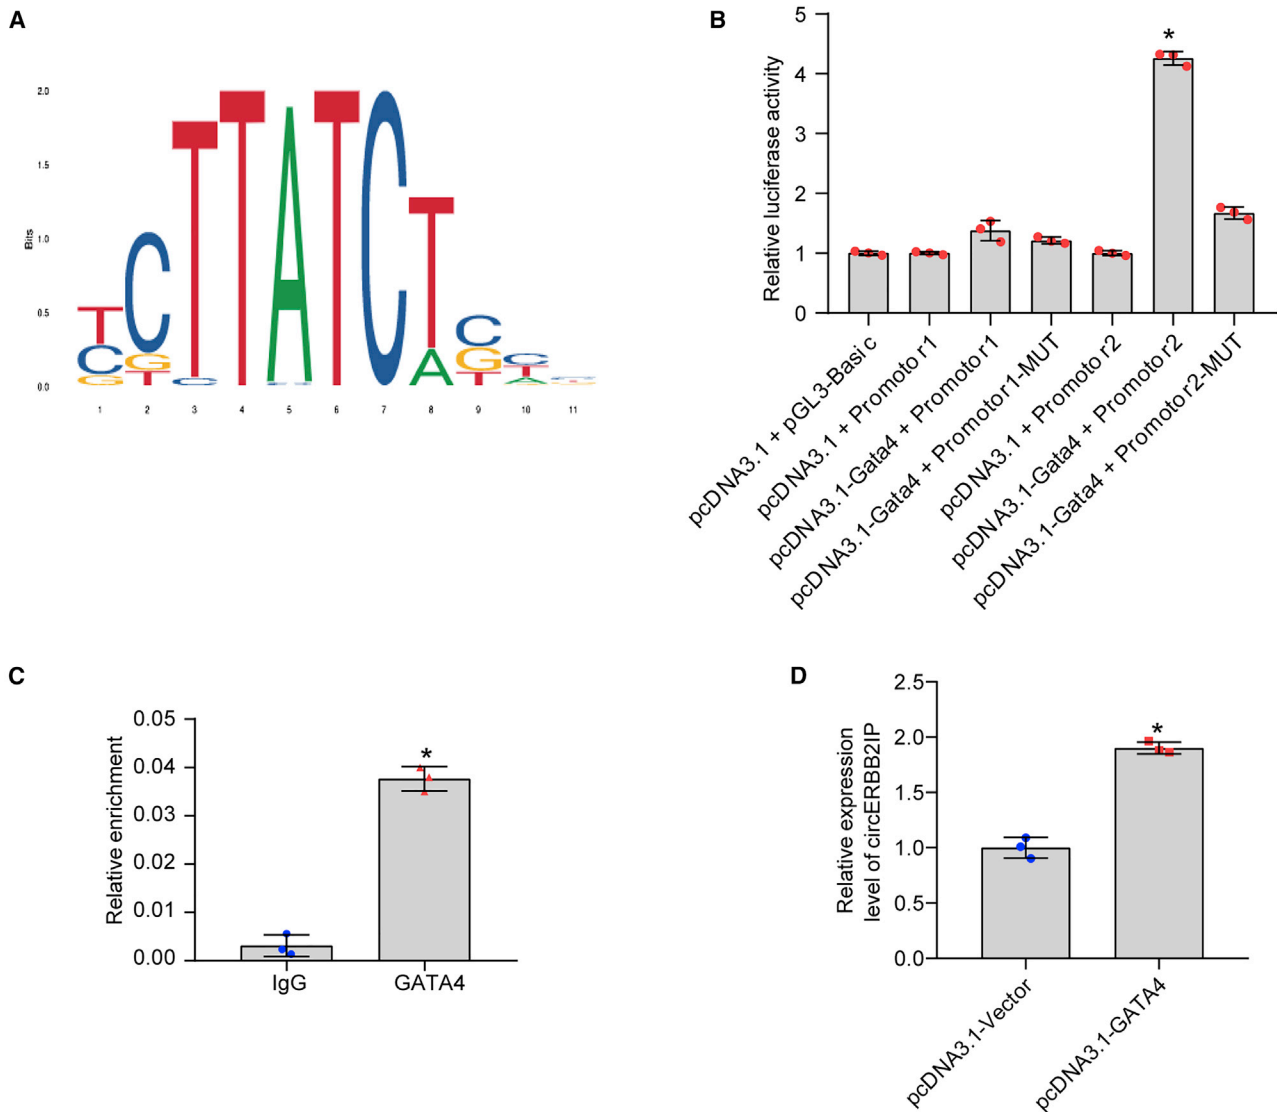 A
Bits
2.0
1.5
1.0
0.5
0.0
T C G
C G T
T C
T
A
T
C
T A
C G T
C T A
1 2 3 4 5 6 7 8 9 10 11
B
Relative luciferase activity
5
4
3
2
1
0
*
pcDNA3.1 + pGL3-Basic
pcDNA3.1 + Promotor1
pcDNA3.1-Gata4 + Promotor1
pcDNA3.1-Gata4 + Promotor1-MUT
pcDNA3.1 + Promotor2
pcDNA3.1-Gata4 + Promotor2
pcDNA3.1-Gata4 + Promotor2-MUT
C
Relative enrichment
0.05
0.04
0.03
0.02
0.01
0.00
*
IgG GATA4
D
Relative expression
level of circERBB2IP
2.5
2.0
1.5
1.0
0.5
0.0
*
pcDNA3.1-Vector
pcDNA3.1-GATA4